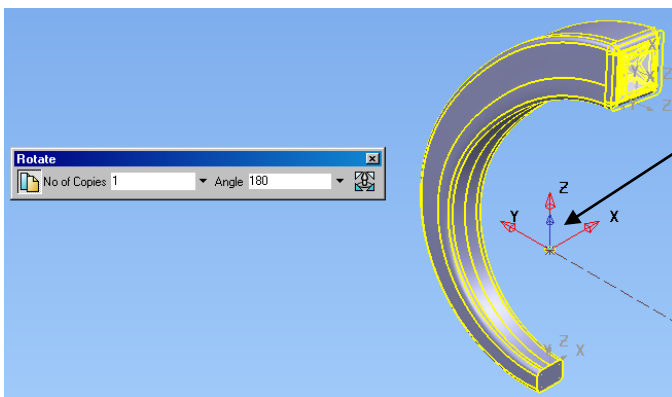 Rotate
No of Copies 1 Angle 180
X
Z
Z
Z
Y X
Z X